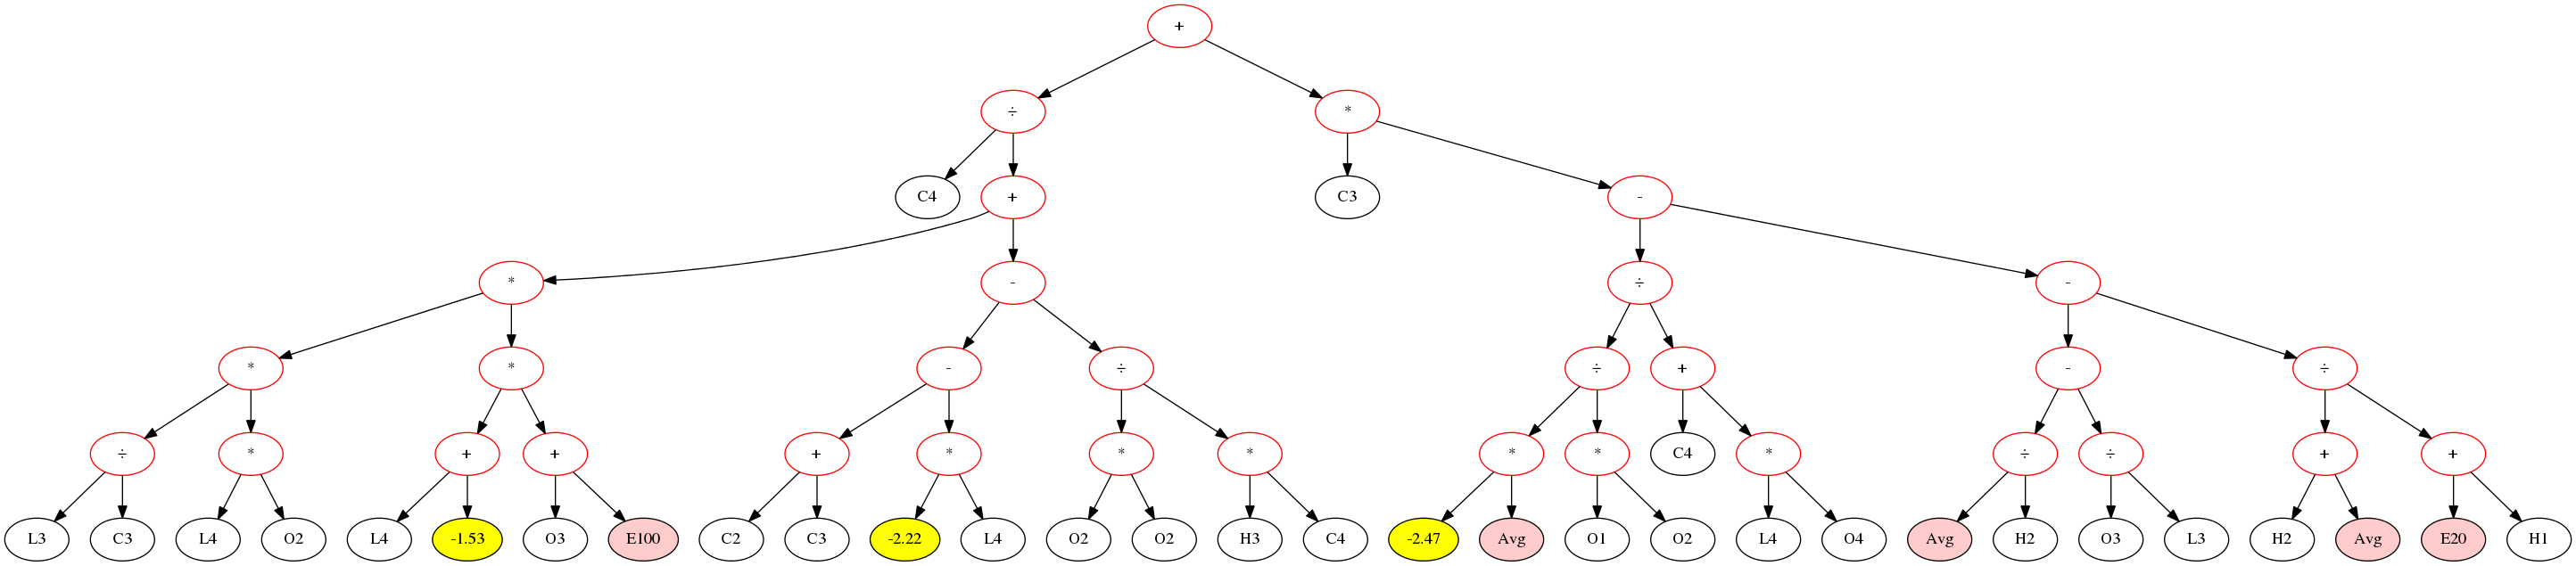 +
÷ *
C4 + C3 -
* - ÷ -
* * - ÷ ÷ + - ÷
÷ * + + + * * * * * C4 * ÷ ÷ + +
L3 C3 L4 O2 L4 -1.53 O3 E100 C2 C3 -2.22 L4 O2 O2 H3 C4 -2.47 Avg O1 O2 L4 O4 Avg H2 O3 L3 H2 Avg E20 H1